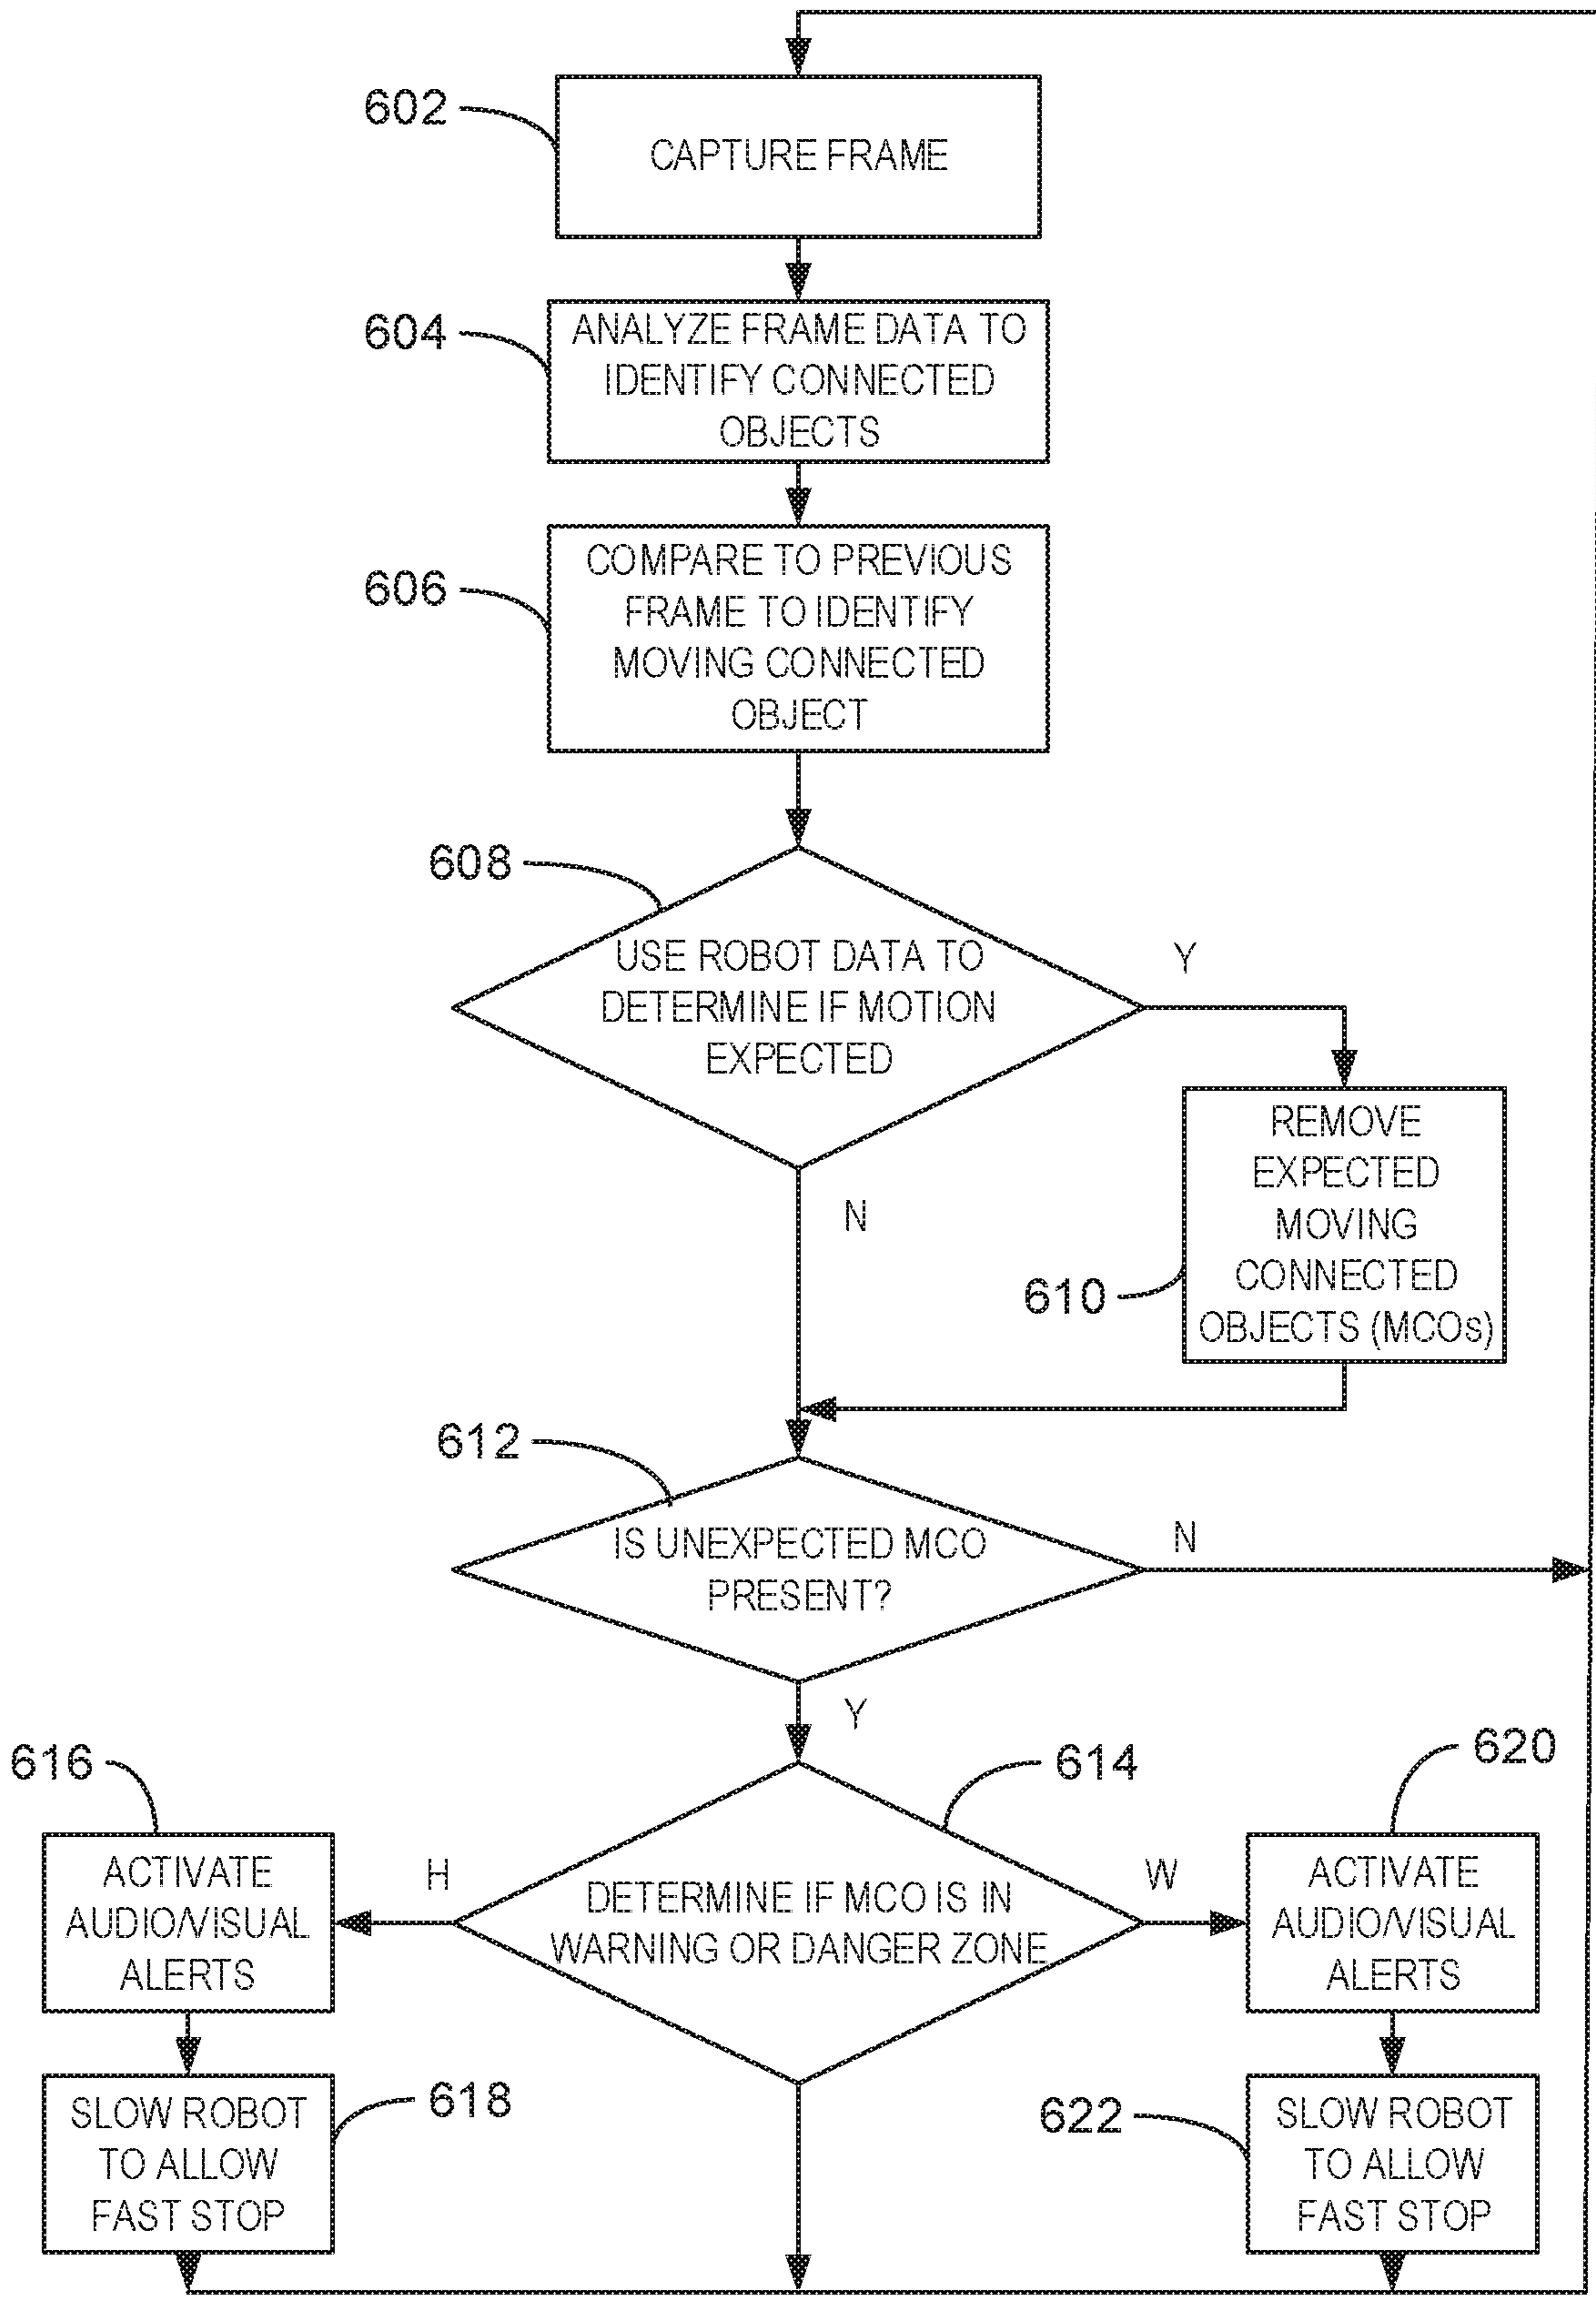 602
CAPTURE FRAME
604
ANALYZE FRAME DATA TO
IDENTIFY CONNECTED
OBJECTS
606
COMPARE TO PREVIOUS
FRAME TO IDENTIFY
MOVING CONNECTED
OBJECT
608
USE ROBOT DATA TO
DETERMINE IF MOTION
EXPECTED
Y
N
610
REMOVE
EXPECTED
MOVING
CONNECTED
OBJECTS (MCOs)
612
IS UNEXPECTED MCO
PRESENT?
N
Y
614
DETERMINE IF MCO IS IN
WARNING OR DANGER ZONE
H
W
616
ACTIVATE
AUDIO/VISUAL
ALERTS
618
SLOW ROBOT
TO ALLOW
FAST STOP
620
ACTIVATE
AUDIO/VISUAL
ALERTS
622
SLOW ROBOT
TO ALLOW
FAST STOP